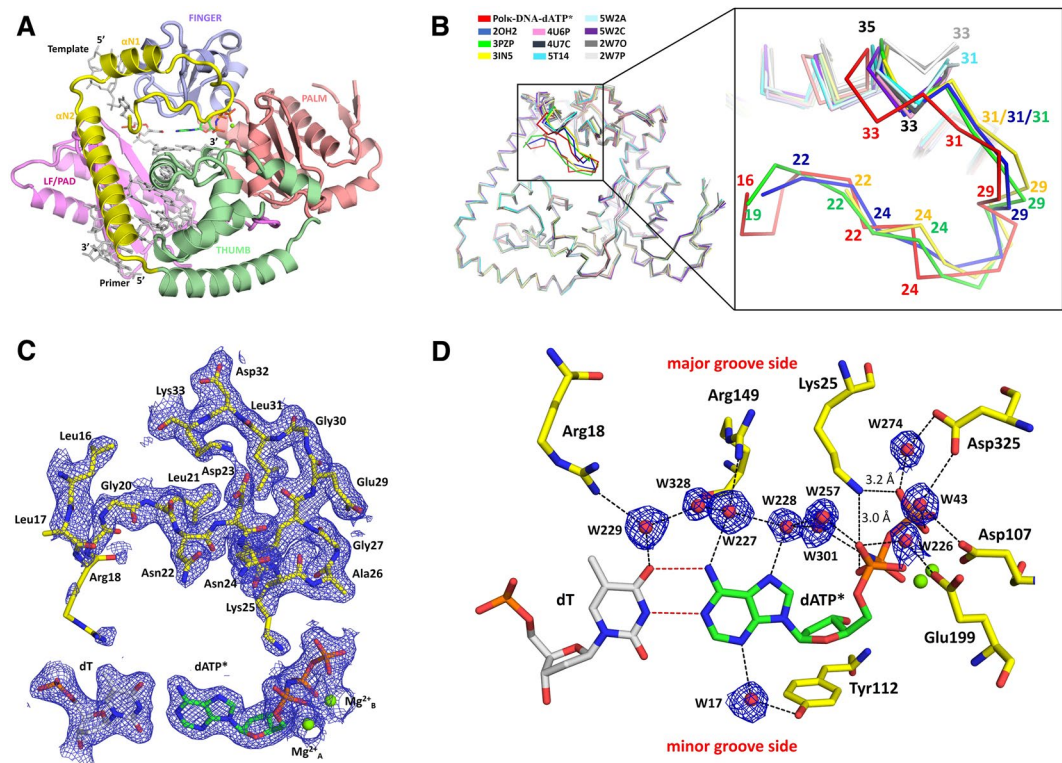 A
FINGER
5’
Template
αN1
PALM
αN2
3’
LF/PAD
THUMB
3’
5’
Primer
B
Polκ-DNA-dATP*
5W2A
2OH2
4U6P
5W2C
3PZP
4U7C
2W7O
3IN5
5T14
2W7P
35
33
31
33
33
31
31/31/31
22
16
22
29
29
19
24
29
22
29
22
24
24
24
C
Asp32
Lys33
Leu31
Gly30
Leu16
Asp23
Leu21
Gly20
Glu29
Leu17
Gly27
Arg18
Asn22
Asn24
Ala26
Lys25
dT
dATP*
Mg²⁺B
Mg²⁺A
D
major groove side
Lys25
Arg149
W274
Arg18
Asp325
W328
W228
W257
3.2 Å
W43
W229
3.0 Å
W227
W301
W226
Asp107
dT
dATP*
Glu199
Tyr112
W17
minor groove side